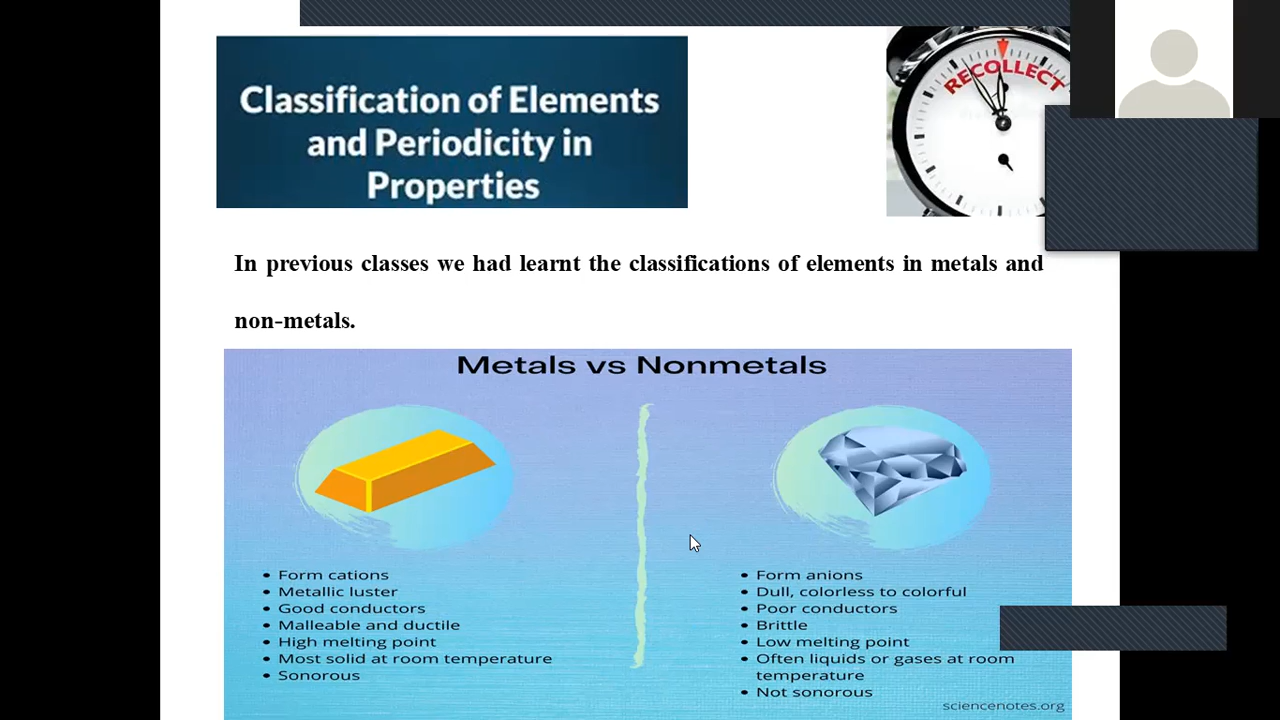 Classification of Elements
and Periodicity in
Properties
RECOLLECT
In previous classes we had learnt the classifications of elements in metals and
non-metals.
Metals vs Nonmetals
• Form cations
• Metallic luster
• Good conductors
• Malleable and ductile
• High melting point
• Most solid at room temperature
• Sonorous
• Form anions
• Dull, colorless to colorful
• Poor conductors
• Brittle
• Low melting point
• Often liquids or gases at room
temperature
• Not sonorous
sciencenotes.org